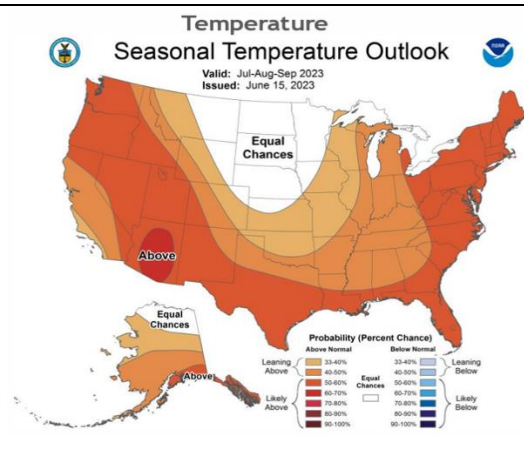 Temperature
Seasonal Temperature Outlook
Valid: Jul-Aug-Sep 2023
Issued: June 15, 2023
Equal
Chances
Above
Equal
Chances
Above
Probability (Percent Chance)
Above Normal
Below Normal
Leaning
Above
33-40%
40-50%
Likely
Above
50-60%
60-70%
70-80%
80-90%
90-100%
Equal
Chances
33-40%
40-50%
Leaning
Below
50-60%
60-70%
70-80%
80-90%
90-100%
Likely
Below